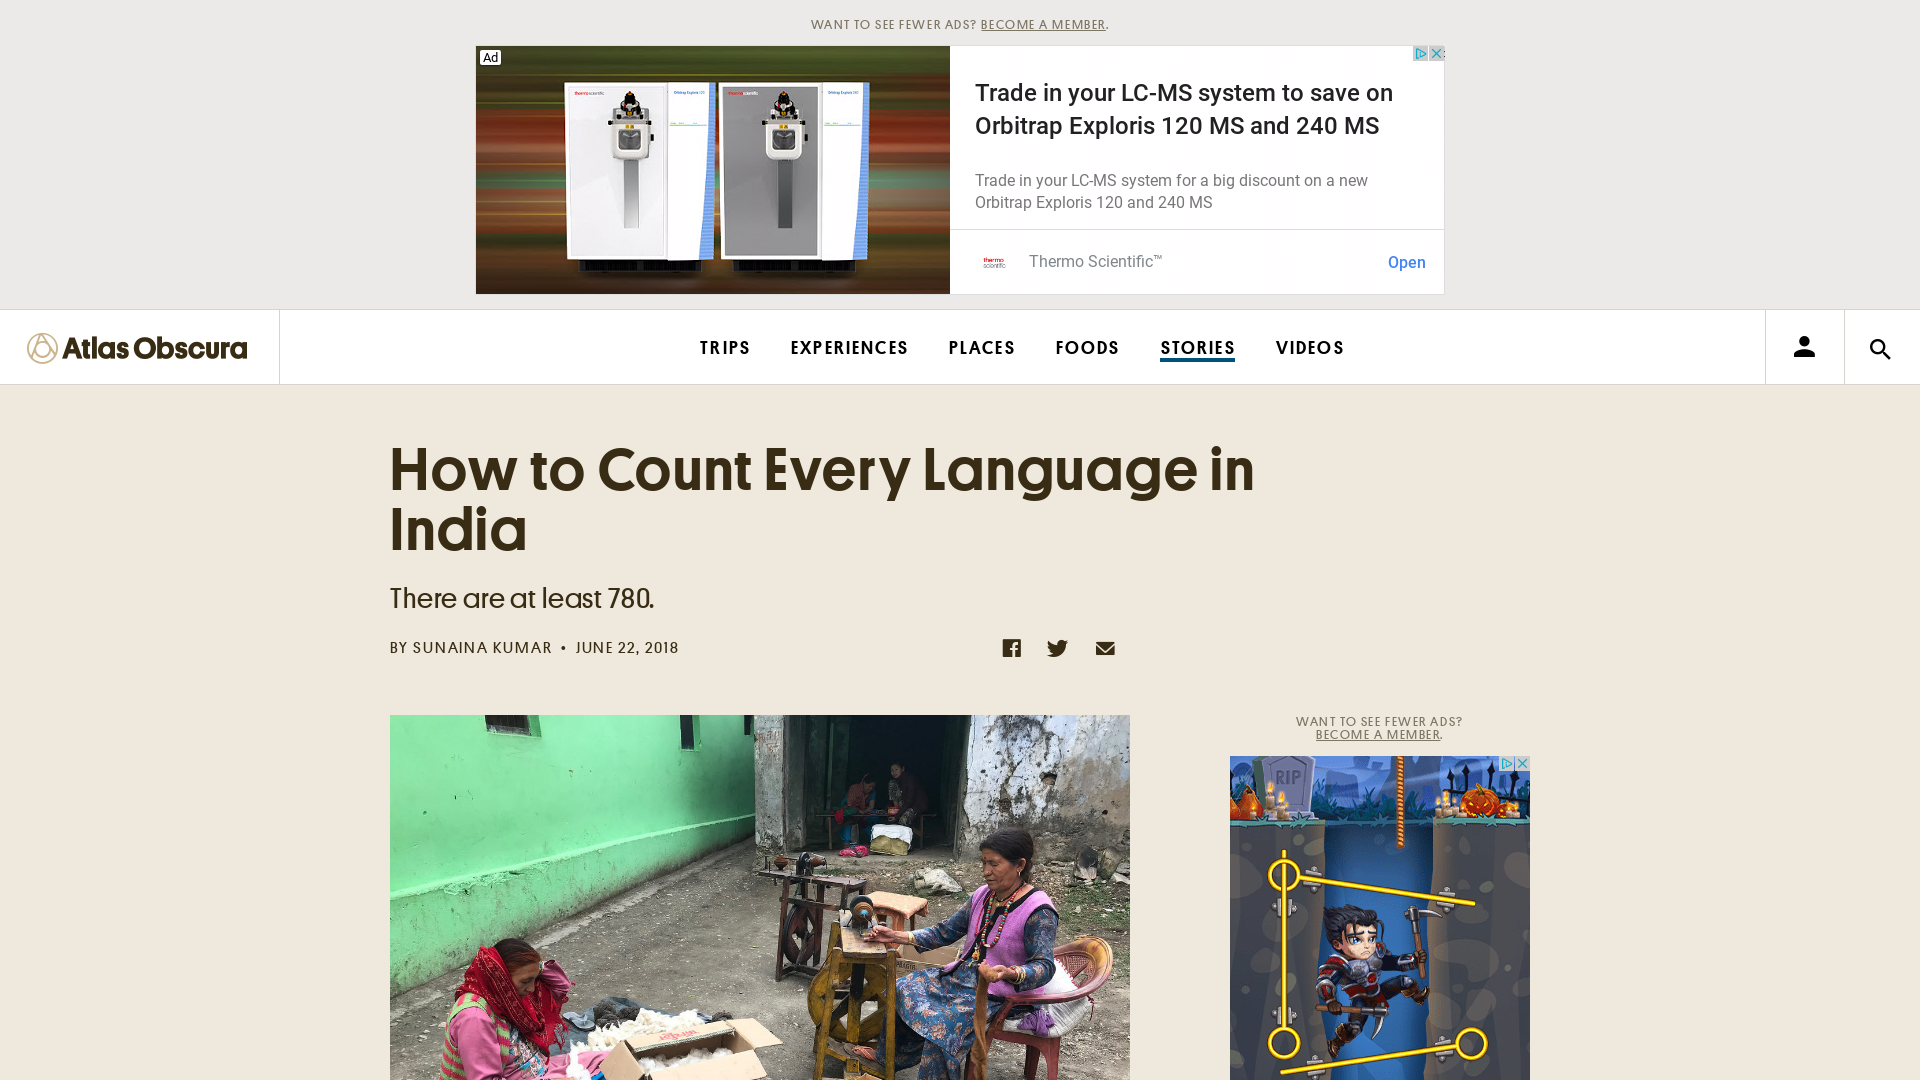 WANT TO SEE FEWER ADS? BECOME A MEMBER.
Ad
Trade in your LC-MS system to save on
Orbitrap Exploris 120 MS and 240 MS
Trade in your LC-MS system for a big discount on a new
Orbitrap Exploris 120 and 240 MS
thermo
scientific
Thermo Scientific™
Open
Atlas Obscura
TRIPS
EXPERIENCES
PLACES
FOODS
STORIES
VIDEOS
How to Count Every Language in
India
There are at least 780.
BY SUNAINA KUMAR • JUNE 22, 2018
WANT TO SEE FEWER ADS?
BECOME A MEMBER.
RIP